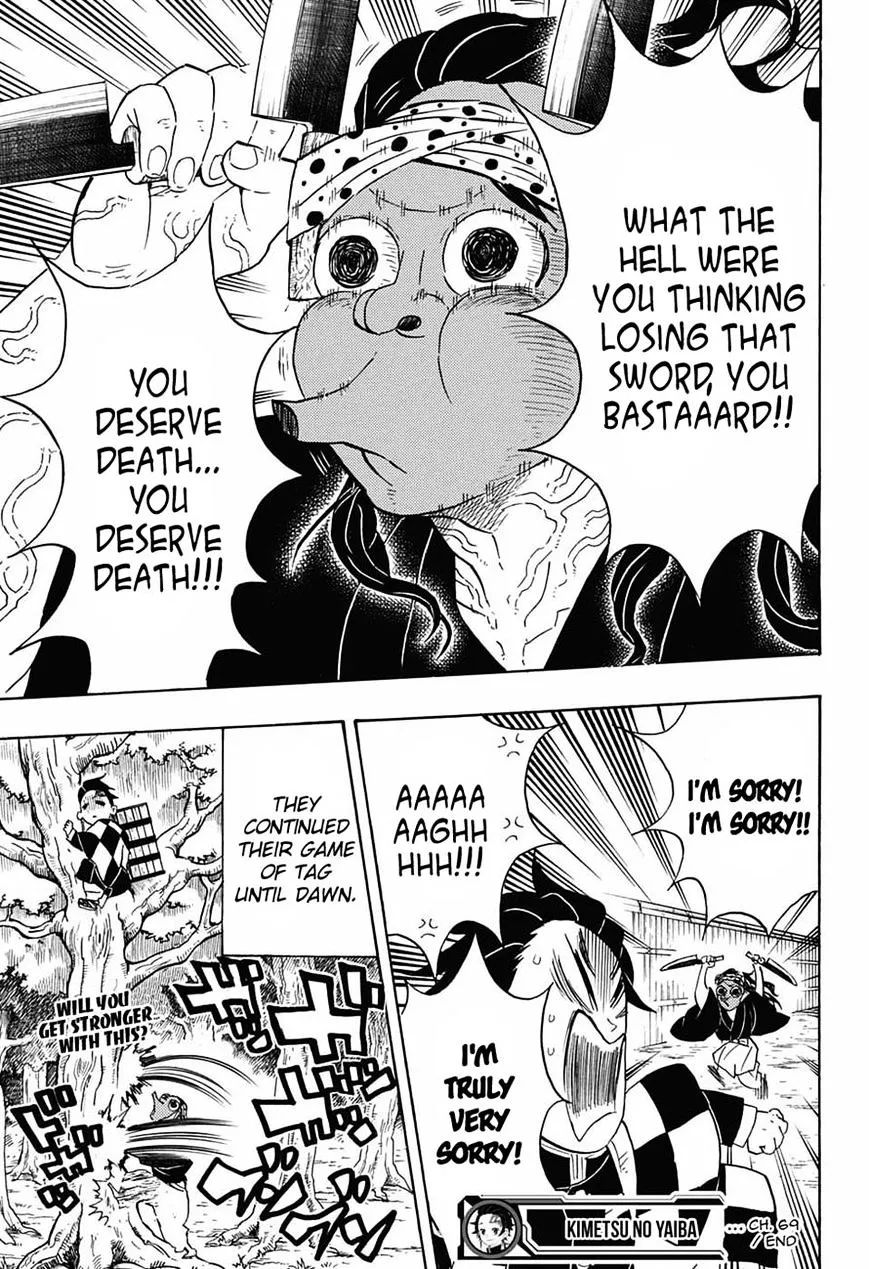 WHAT THE
HELL WERE
YOU THINKING
LOSING THAT
SWORD, YOU
BASTAAARD!!
YOU
DESERVE
DEATH...
YOU
DESERVE
DEATH!!!
I'M SORRY!
I'M SORRY!!
AAAAA
AAGHH
HHH!!!
I'M
TRULY
VERY
SORRY!
THEY
CONTINUED
THEIR GAME
OF TAG
UNTIL DAWN.
WILL YOU
GET STRONGER
WITH THIS?
KIMETSU NO YAIBA
...CH. 69
/ END